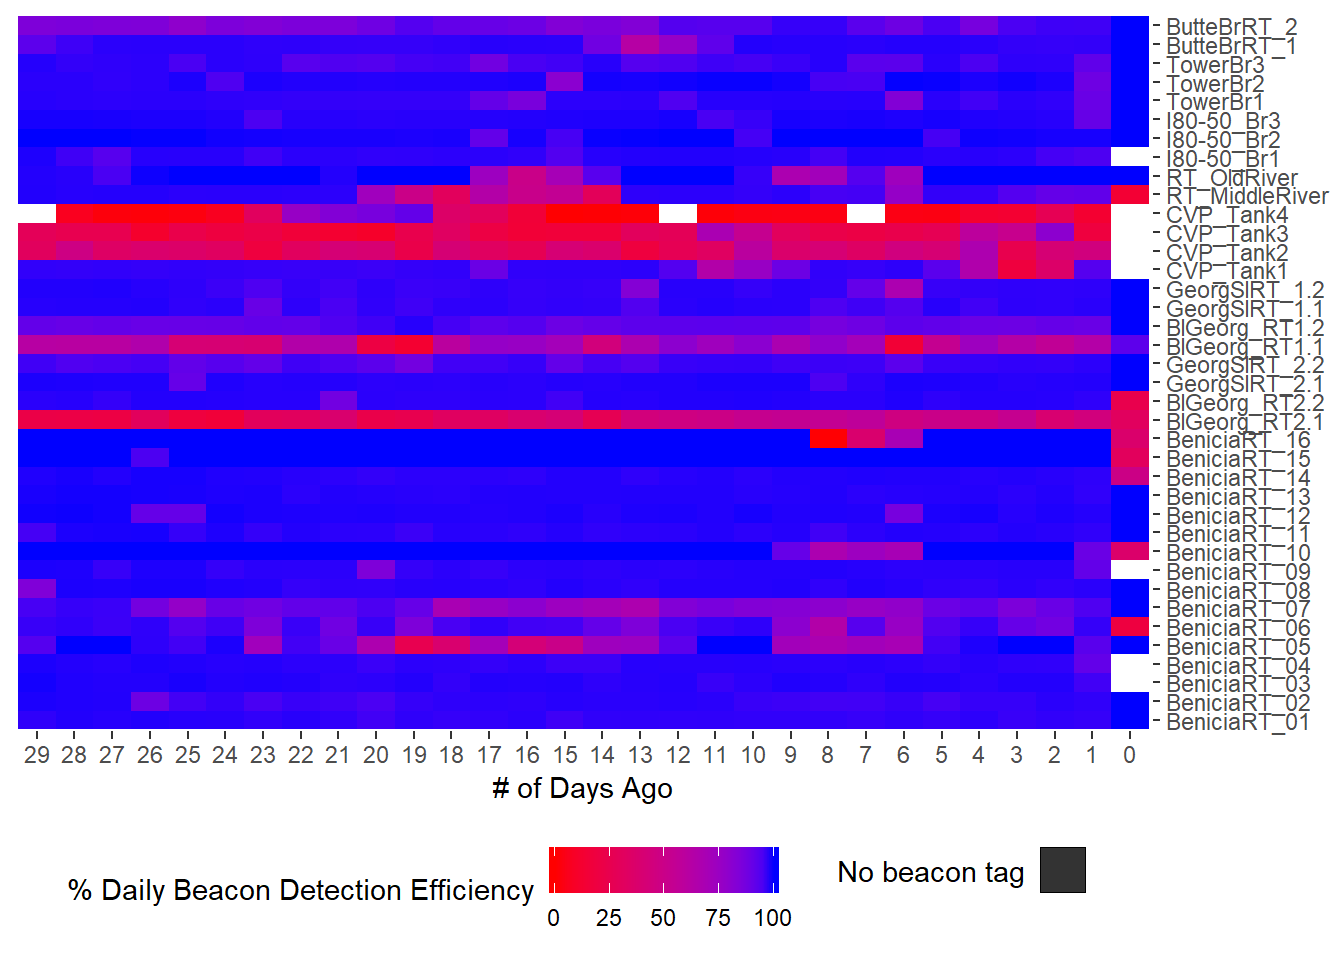 ButteBrRT_2
ButteBrRT_1
TowerBr3
TowerBr2
TowerBr1
I80-50_Br3
I80-50_Br2
I80-50_Br1
RT_OldRiver
RT_MiddleRiver
CVP_Tank4
CVP_Tank3
CVP_Tank2
CVP_Tank1
GeorgSlRT_1.2
GeorgSlRT_1.1
BlGeorg_RT1.2
BlGeorg_RT1.1
GeorgSlRT_2.2
GeorgSlRT_2.1
BlGeorg_RT2.2
BlGeorg_RT2.1
BeniciaRT_16
BeniciaRT_15
BeniciaRT_14
BeniciaRT_13
BeniciaRT_12
BeniciaRT_11
BeniciaRT_10
BeniciaRT_09
BeniciaRT_08
BeniciaRT_07
BeniciaRT_06
BeniciaRT_05
BeniciaRT_04
BeniciaRT_03
BeniciaRT_02
BeniciaRT_01
29 28 27 26 25 24 23 22 21 20 19 18 17 16 15 14 13 12 11 10 9 8 7 6 5 4 3 2 1 0
# of Days Ago
% Daily Beacon Detection Efficiency
0 25 50 75 100
No beacon tag